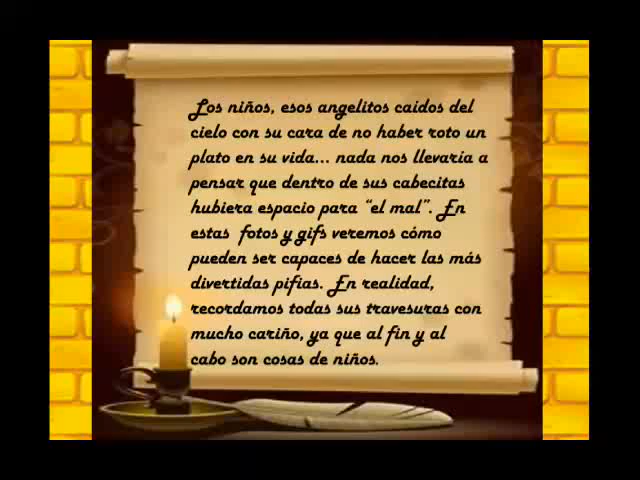 Los niños, esos angelitos caidos del
cielo con su cara de no haber roto un
plato en su vida... nada nos llevaría a
pensar que dentro de sus cabecitas
hubiera espacio para “el mal”. En
estas fotos y gifs veremos cómo
pueden ser capaces de hacer las más
divertidas pifias. En realidad,
recordamos todas sus travesuras con
mucho cariño, ya que al fin y al
cabo son cosas de niños.